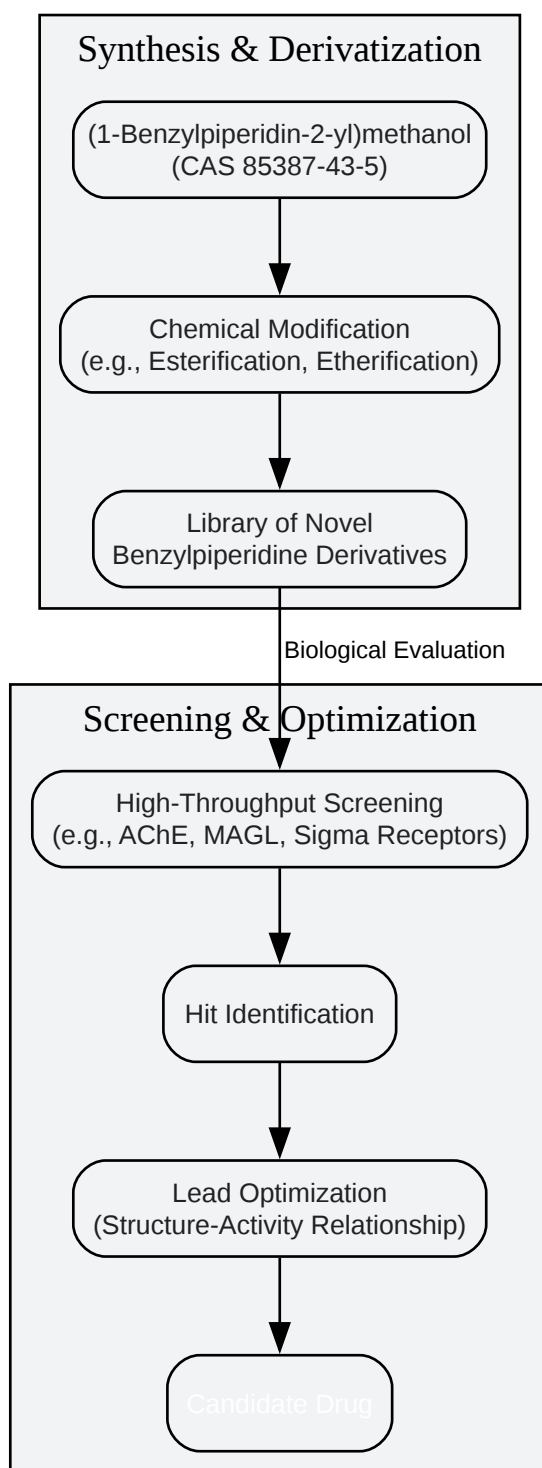 Synthesis & Derivatization
(1-Benzylpiperidin-2-yl)methanol
(CAS 85387-43-5)
Chemical Modification
(e.g., Esterification, Etherification)
Library of Novel
Benzylpiperidine Derivatives
Biological Evaluation
Screening & Optimization
High-Throughput Screening
(e.g., AChE, MAGL, Sigma Receptors)
Hit Identification
Lead Optimization
(Structure-Activity Relationship)
Candidate Drug